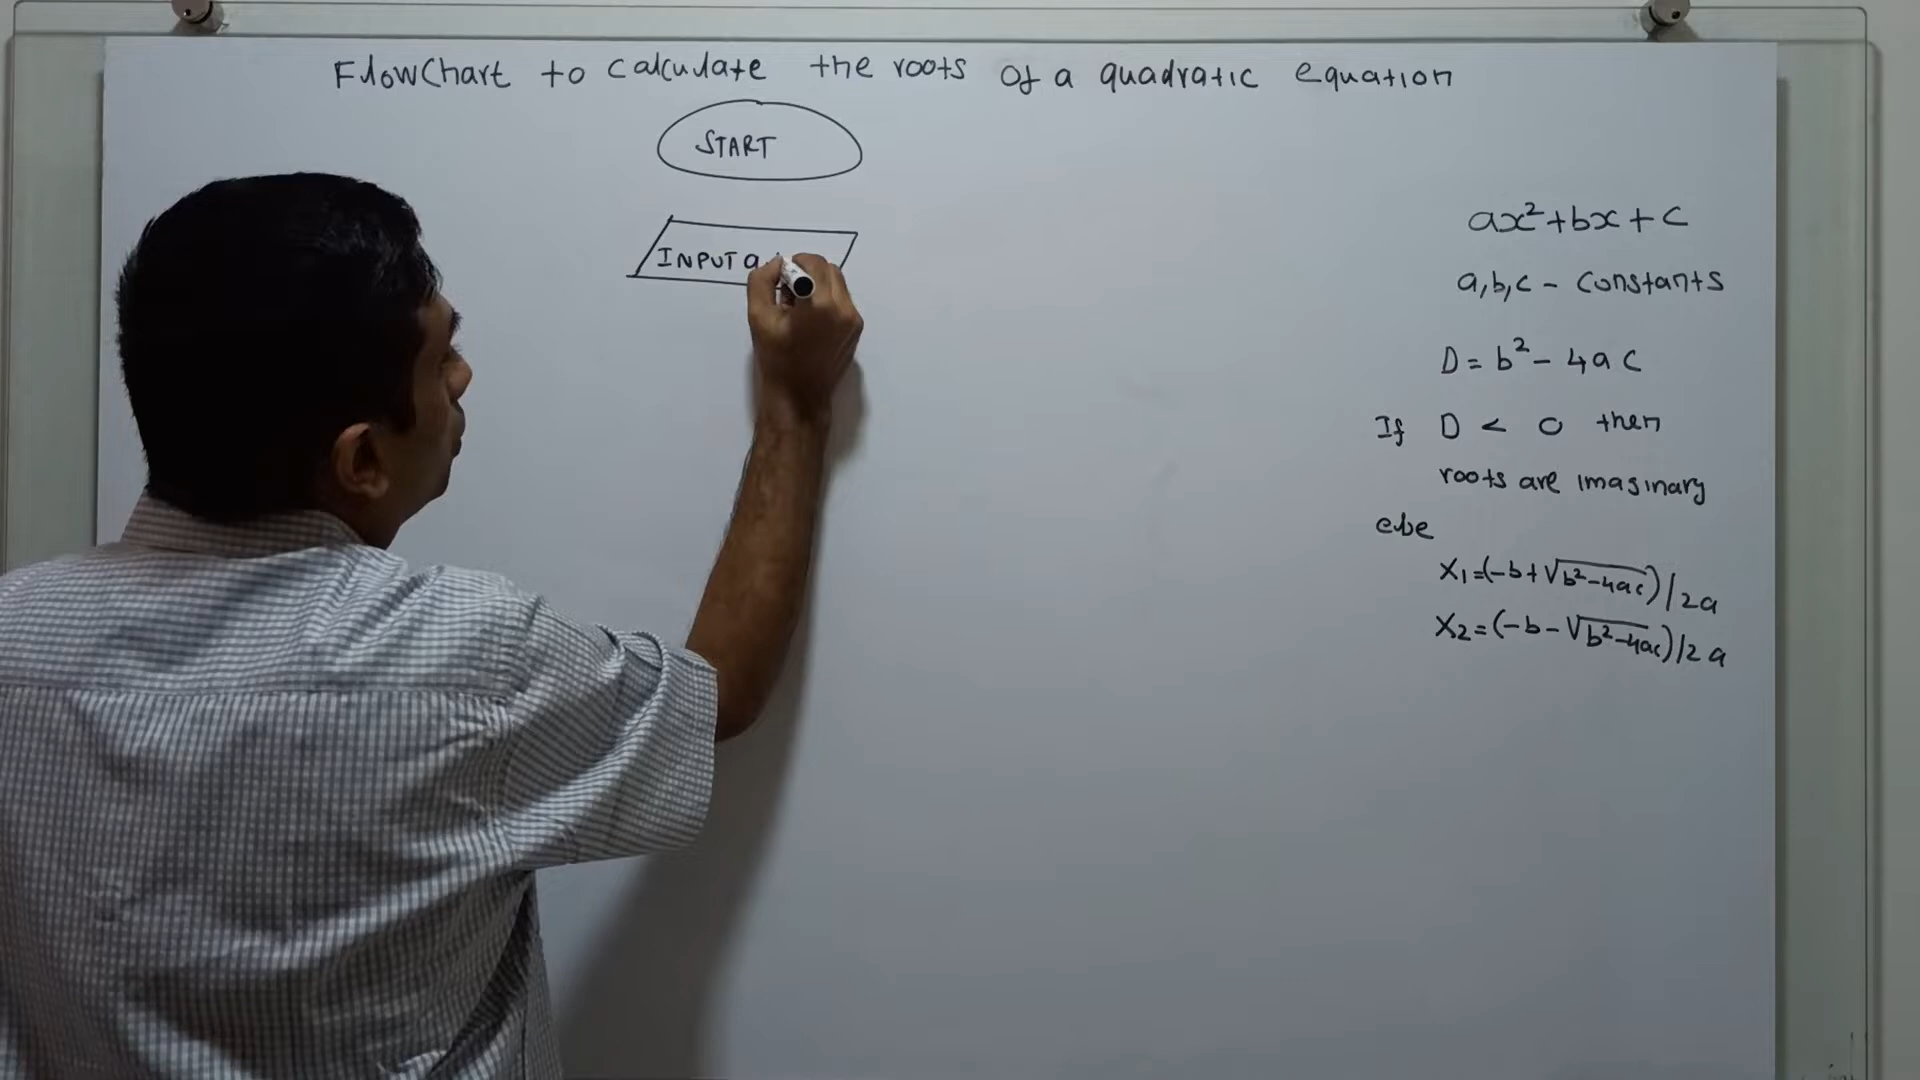 Flowchart to calculate the roots of a quadratic equation
START
INPUT a
ax²+bx+c
a,b,c - constants
D = b² - 4ac
If D < 0 then
roots are imaginary
else
X₁=(-b+√b²-4ac)/2a
X₂=(-b-√b²-4ac)/2a